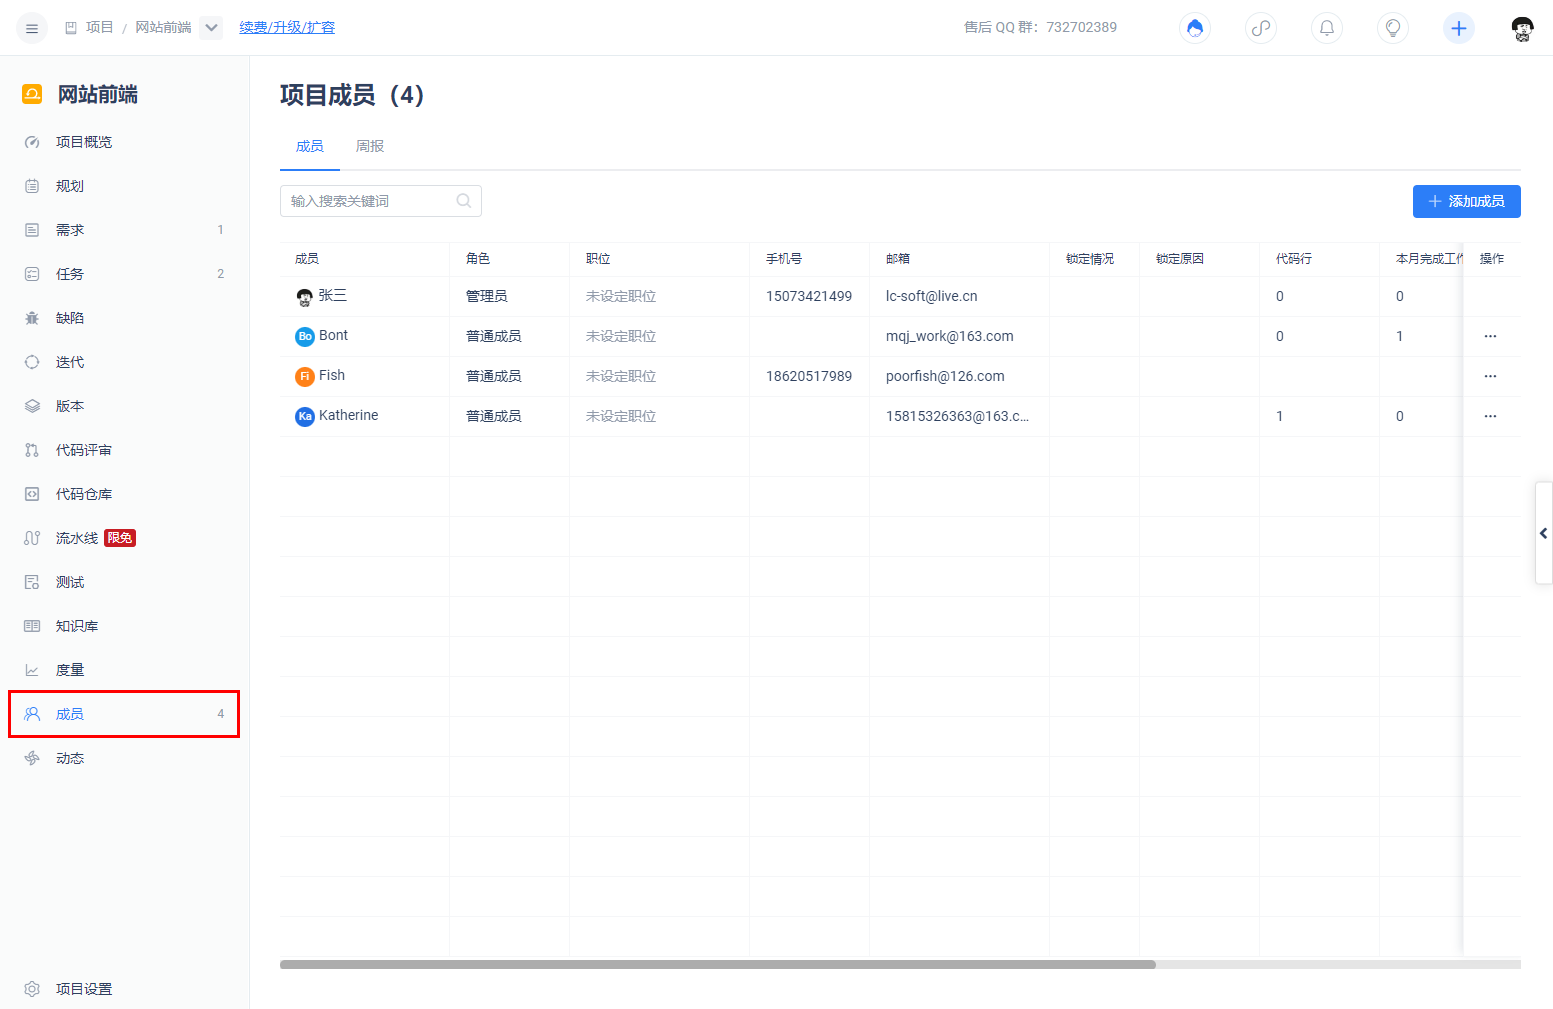 项目 / 网站前端 续费/升级/扩容 售后 QQ 群：732702389
网站前端
项目概览
规划
需求 1
任务 2
缺陷
迭代
版本
代码评审
代码仓库
流水线 限免
测试
知识库
度量
成员 4
动态
项目设置
项目成员（4）
成员 周报
输入搜索关键词
添加成员
成员 角色 职位 手机号 邮箱 锁定情况 锁定原因 代码行 本月完成工作 操作
张三 管理员 未设定职位 15073421499 lc-soft@live.cn 0 0
Bo Bont 普通成员 未设定职位 mqj_work@163.com 0 1 ···
Fi Fish 普通成员 未设定职位 18620517989 poorfish@126.com ···
Ka Katherine 普通成员 未设定职位 15815326363@163.c... 1 0 ···